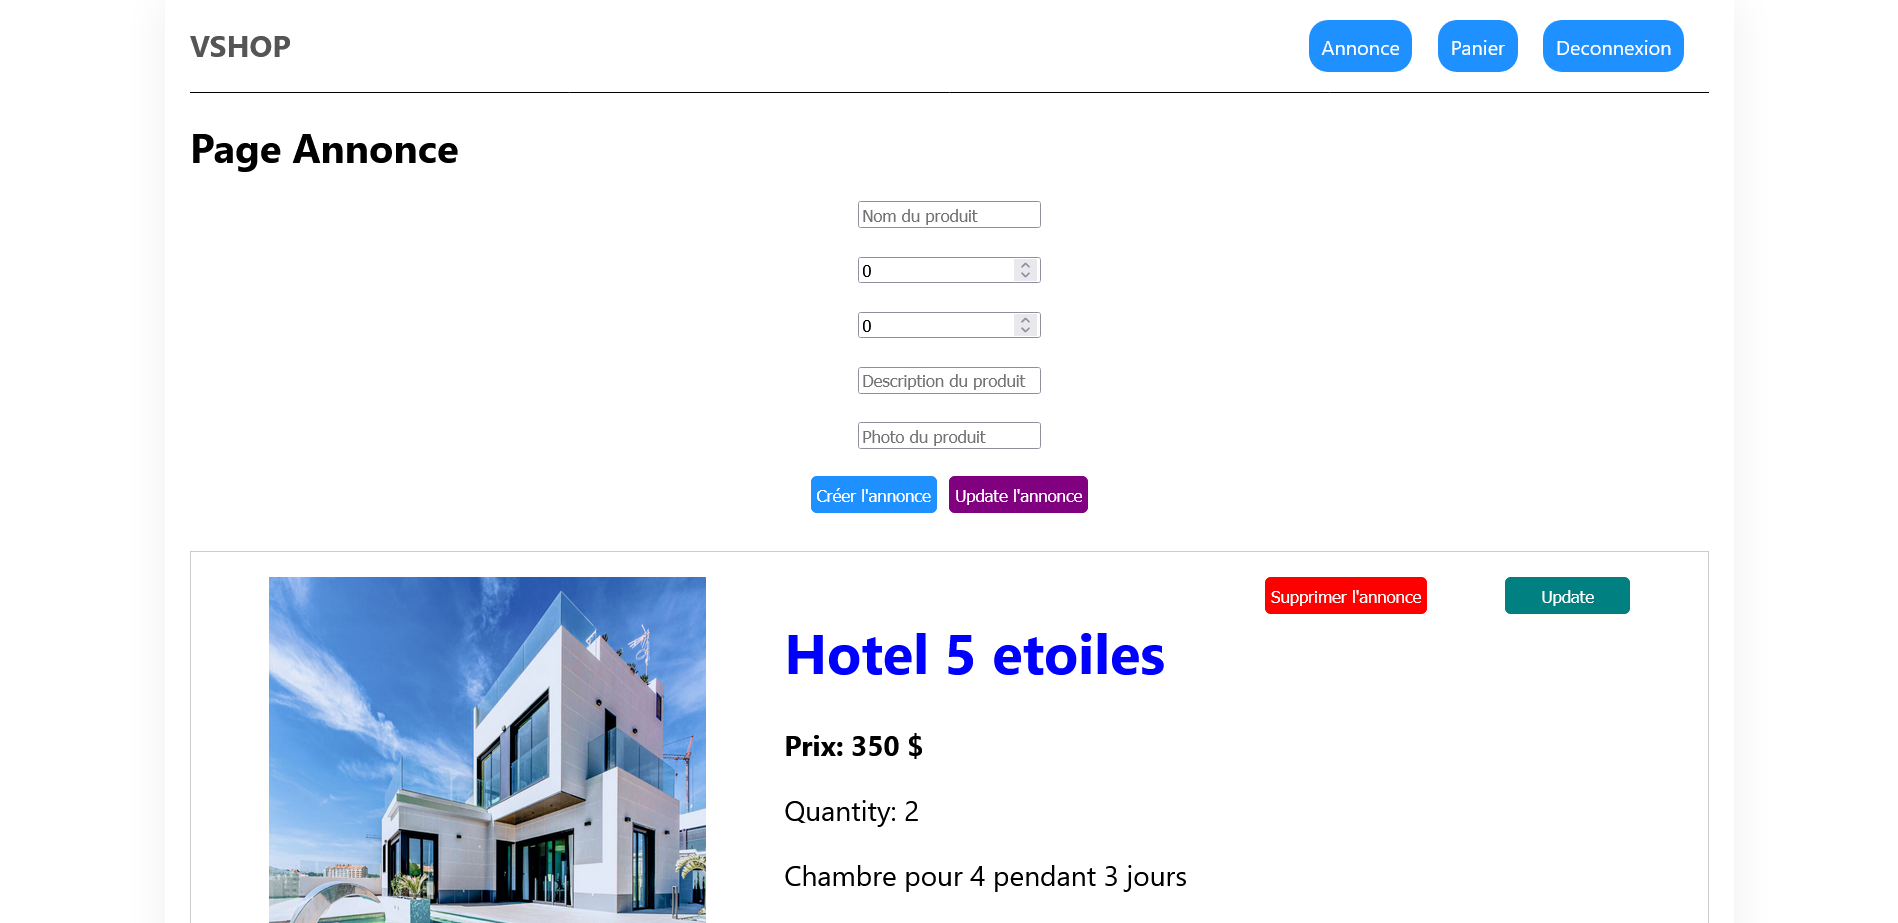 VSHOP
Annonce
Panier
Deconnexion
Page Annonce
Nom du produit
0
0
Description du produit
Photo du produit
Créer l'annonce
Update l'annonce
Supprimer l'annonce
Update
Hotel 5 etoiles
Prix: 350 $
Quantity: 2
Chambre pour 4 pendant 3 jours